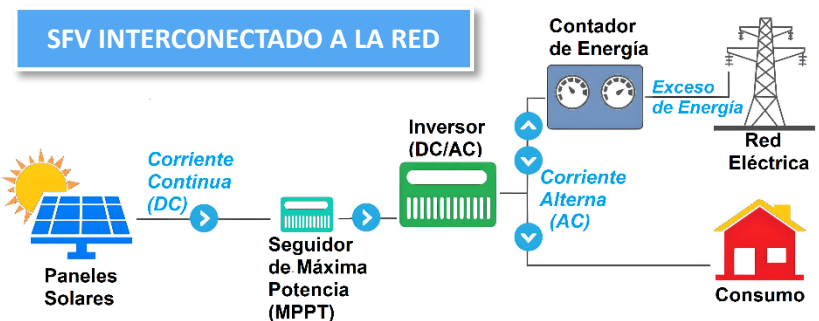 SFV INTERCONECTADO A LA RED
Contador
de Energía
Exceso
de Energía
Red
Eléctrica
Inversor
(DC/AC)
Corriente
Continua
(DC)
Corriente
Alterna
(AC)
Paneles
Solares
Seguidor
de Máxima
Potencia
(MPPT)
Consumo